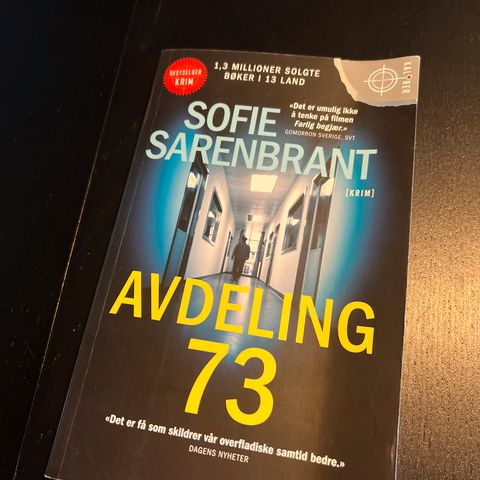 BESTSELGER
KRIM
1,3 MILLIONER SOLGTE
BØKER I 13 LAND
KALIBER
«Det er umulig ikke
å tenke på filmen
Farlig begjær.»
GOMORRON SVERIGE, SVT
SOFIE
SARENBRANT
[KRIM]
AVDELING
73
«Det er få som skildrer vår overfladiske samtid bedre.»
DAGENS NYHETER